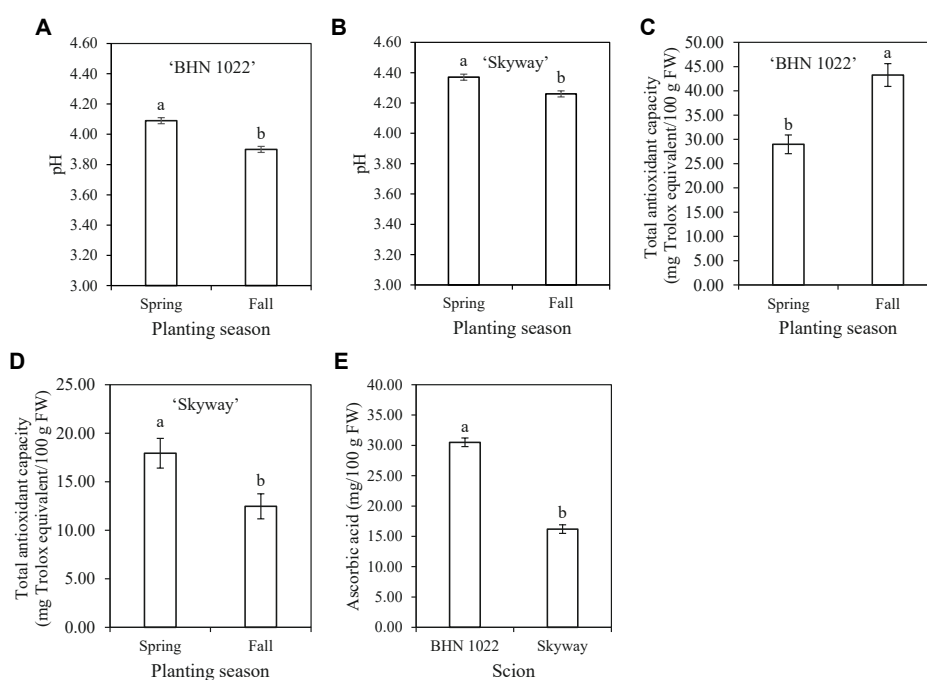 A
pH
4.60
4.40
4.20
4.00
3.80
3.60
3.40
3.20
3.00
‘BHN 1022’
a
b
Spring Fall
Planting season
B
pH
4.60
4.40
4.20
4.00
3.80
3.60
3.40
3.20
3.00
‘Skyway’
a
b
Spring Fall
Planting season
C
Total antioxidant capacity
(mg Trolox equivalent/100 g FW)
50.00
45.00
40.00
35.00
30.00
25.00
20.00
15.00
10.00
5.00
0.00
‘BHN 1022’
a
b
Spring Fall
Planting season
D
Total antioxidant capacity
(mg Trolox equivalent/100 g FW)
25.00
20.00
15.00
10.00
5.00
0.00
‘Skyway’
a
b
Spring Fall
Planting season
E
Ascorbic acid (mg/100 g FW)
40.00
35.00
30.00
25.00
20.00
15.00
10.00
5.00
0.00
a
b
BHN 1022 Skyway
Scion